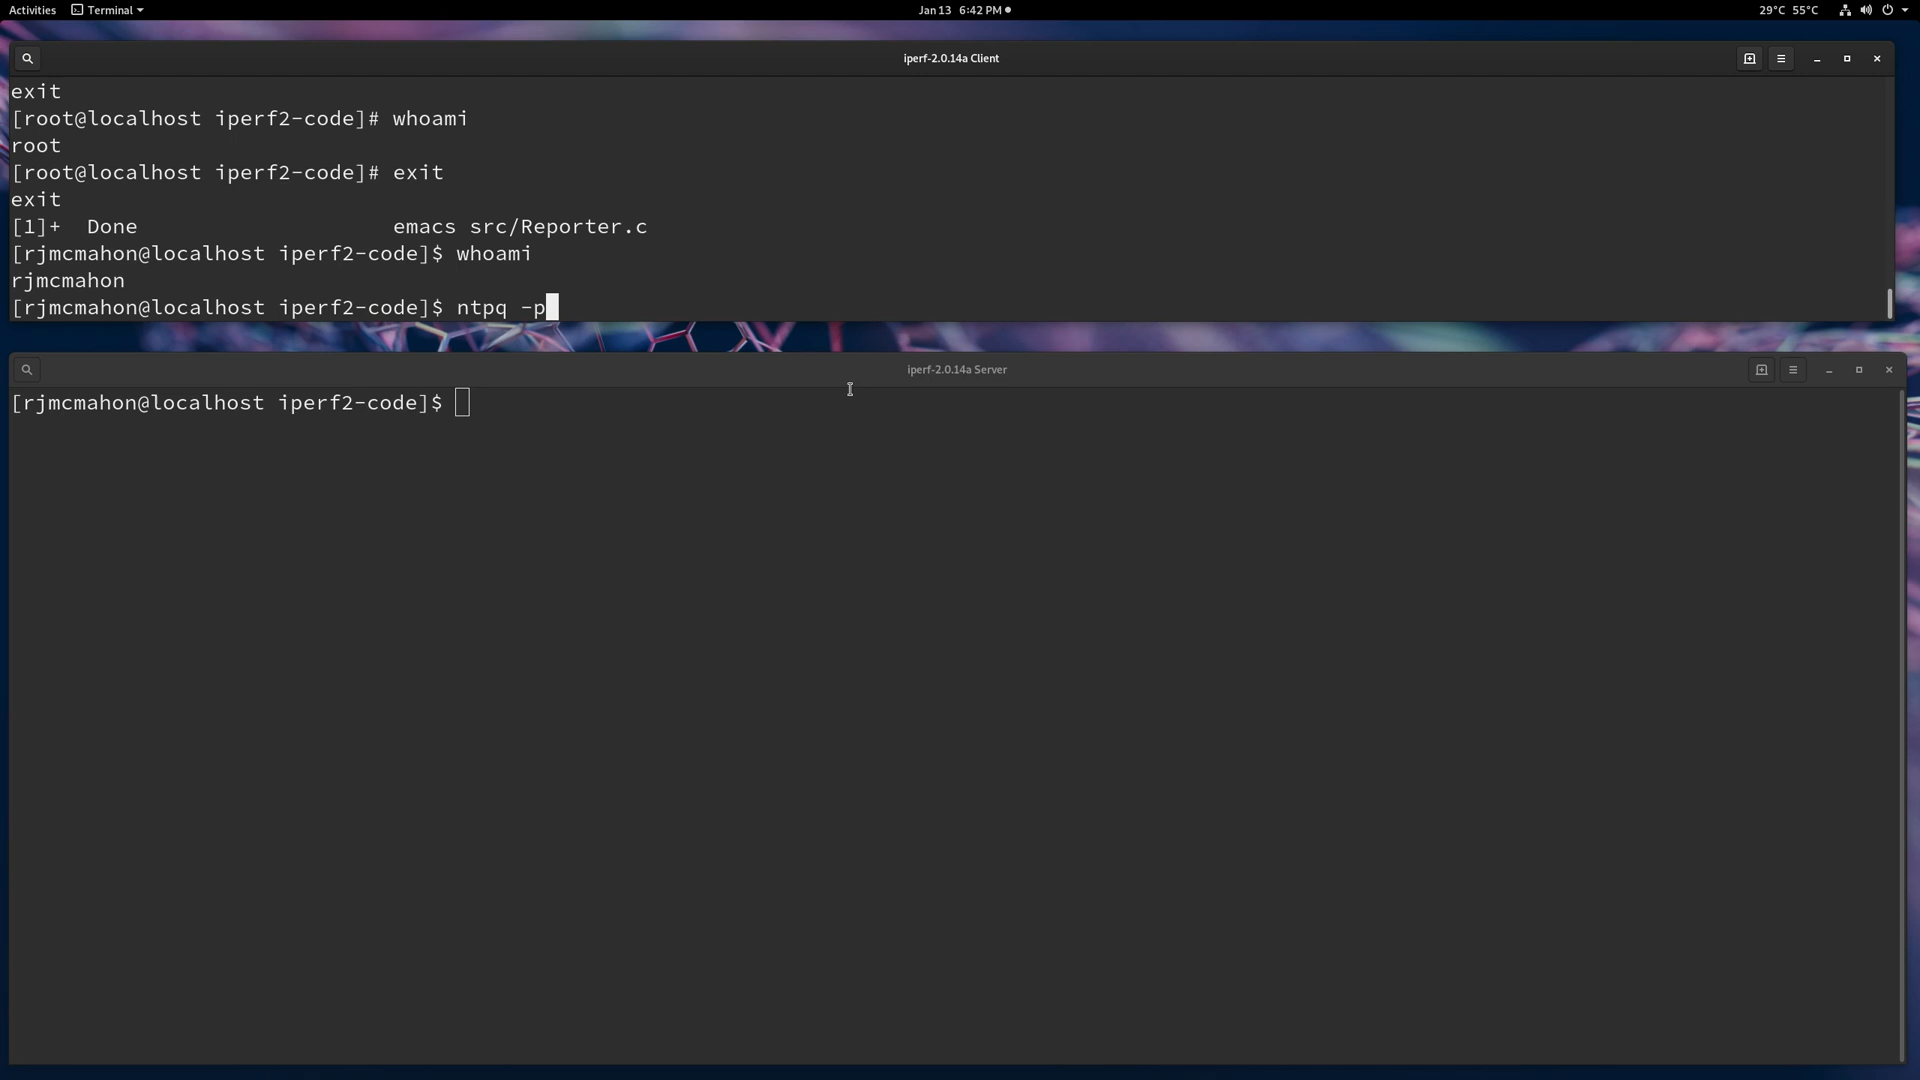 Activities Terminal Jan 13 6:42 PM 29°C 55°C
iperf-2.0.14a Client
exit
[root@localhost iperf2-code]# whoami
root
[root@localhost iperf2-code]# exit
exit
[1]+  Done                    emacs src/Reporter.c
[rjmcmahon@localhost iperf2-code]$ whoami
rjmcmahon
[rjmcmahon@localhost iperf2-code]$ ntpq -p
iperf-2.0.14a Server
[rjmcmahon@localhost iperf2-code]$